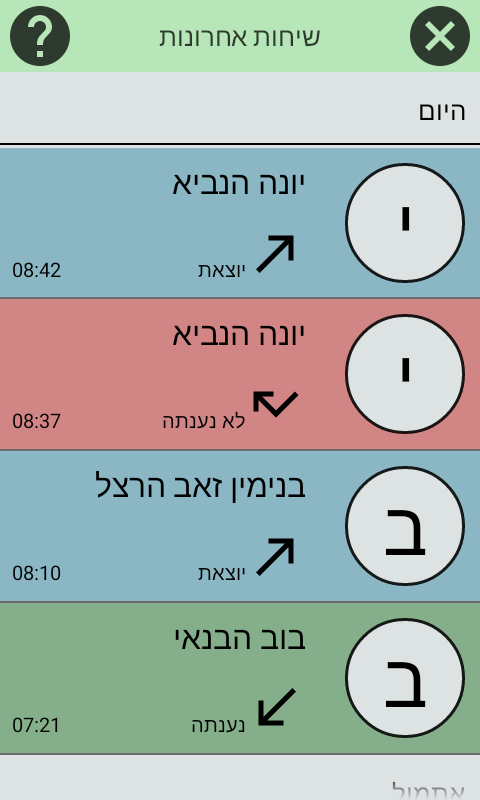 שיחות אחרונות
היום
י
יונה הנביא
יוצאת
08:42
י
יונה הנביא
לא נענתה
08:37
ב
בנימין זאב הרצל
יוצאת
08:10
ב
בוב הבנאי
נענתה
07:21
אתמול